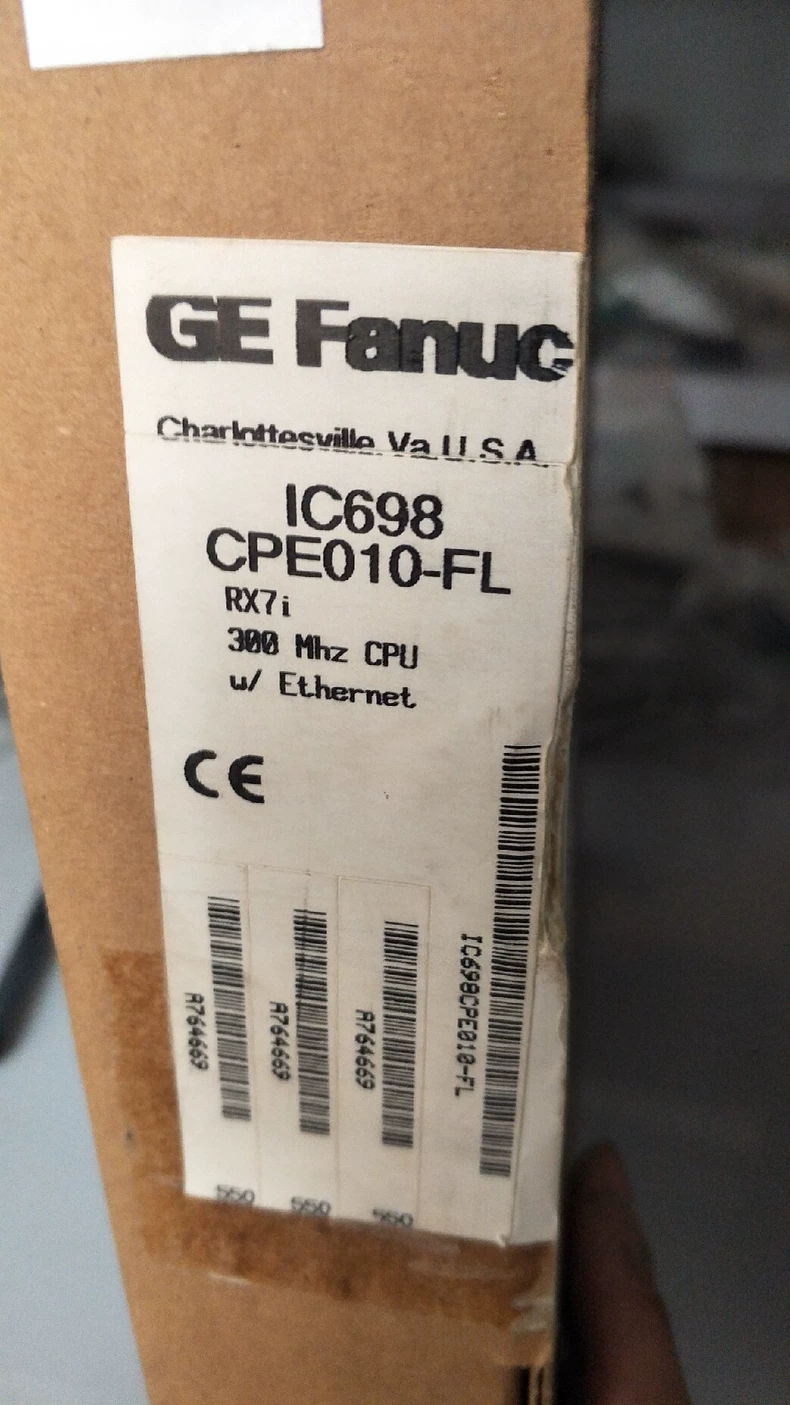 GE Fanuc
Charlottesville, Va U.S.A.
IC698
CPE010-FL
RX7i
300 Mhz CPU
w/ Ethernet
CE
A764669
A764669
A764669
IC698CPE010-FL
550
550
550